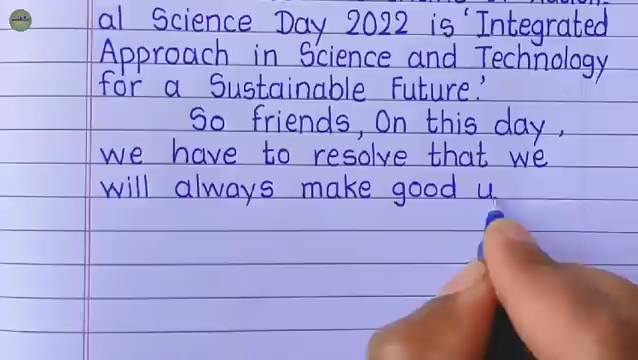 al Science Day 2022 is 'Integrated
Approach in Science and Technology
for a Sustainable Future.'
So friends, On this day,
we have to resolve that we
will always make good u